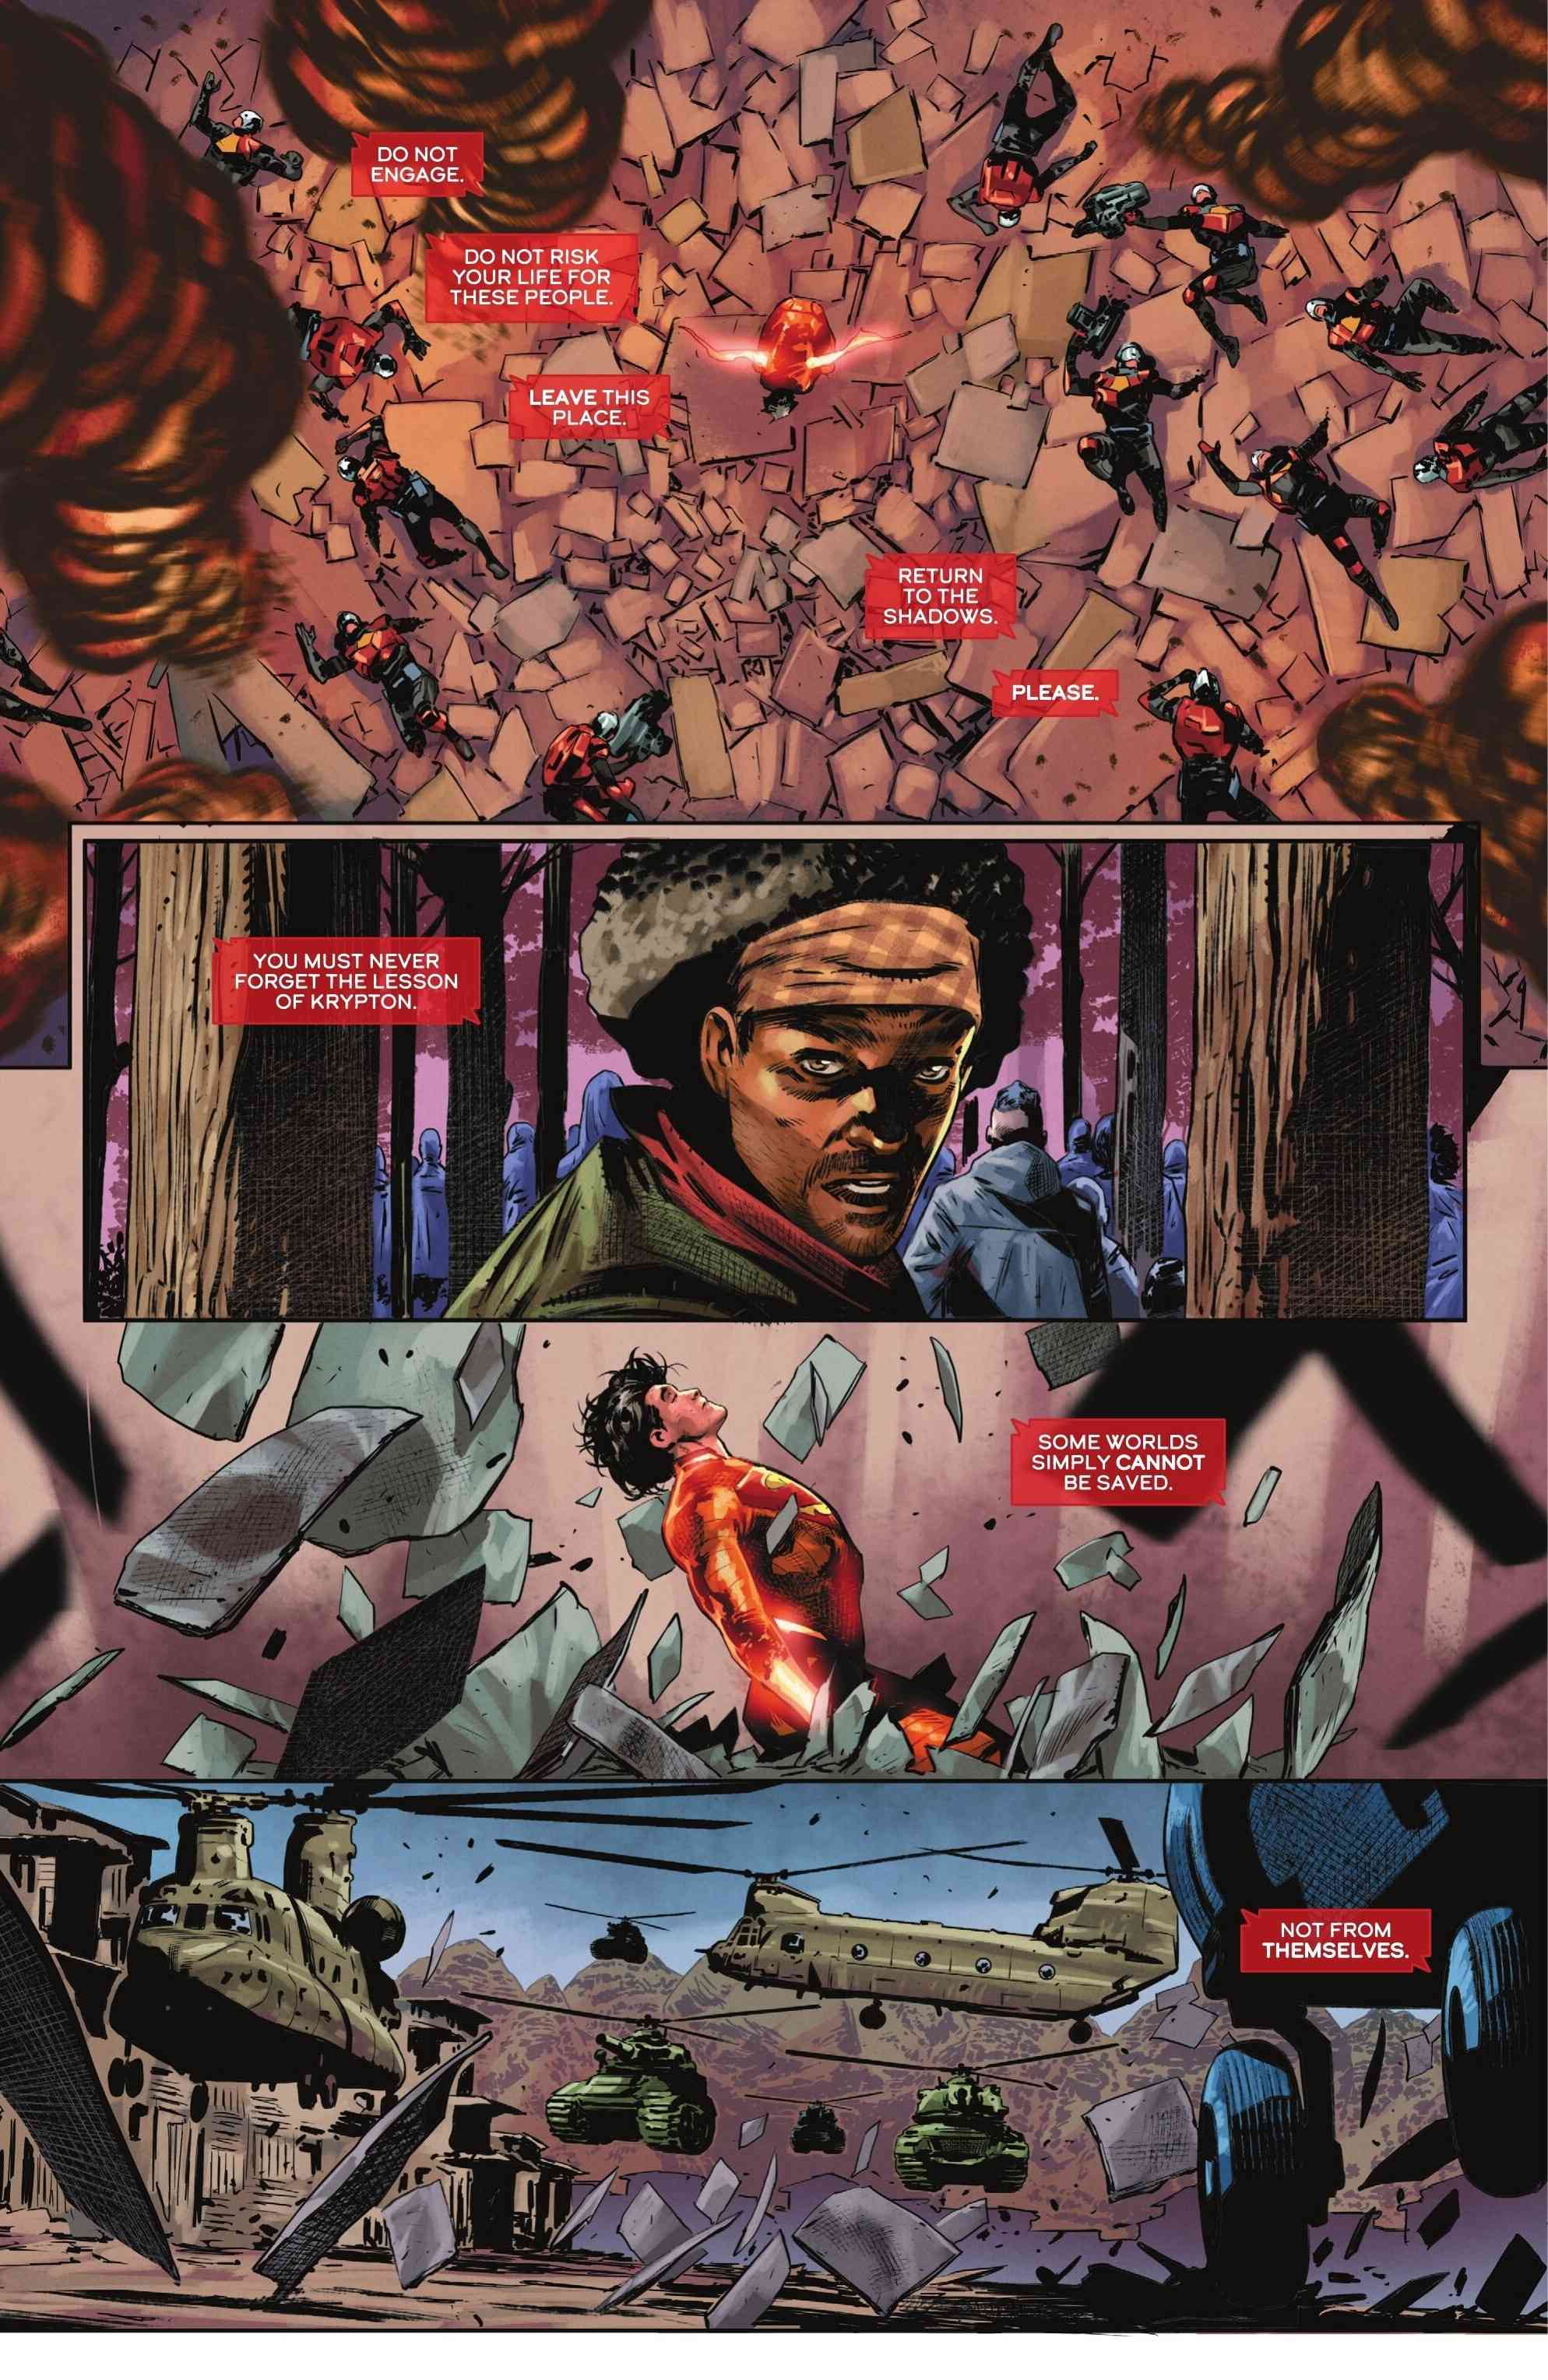 DO NOT
ENGAGE.
DO NOT RISK
YOUR LIFE FOR
THESE PEOPLE.
LEAVE THIS
PLACE.
RETURN
TO THE
SHADOWS.
PLEASE.
YOU MUST NEVER
FORGET THE LESSON
OF KRYPTON.
SOME WORLDS
SIMPLY CANNOT
BE SAVED.
NOT FROM
THEMSELVES.